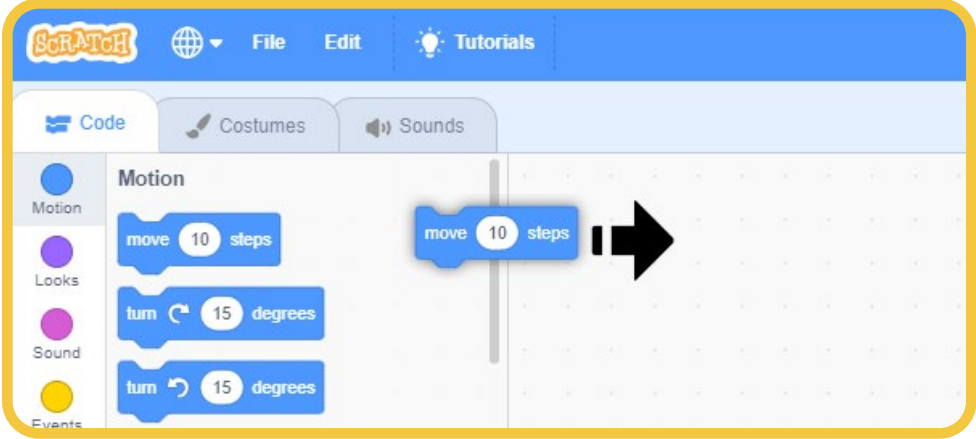 SCRATCH File Edit Tutorials
Code Costumes Sounds
Motion
Motion
move 10 steps
move 10 steps
Looks
turn 15 degrees
Sound
turn 15 degrees
Events